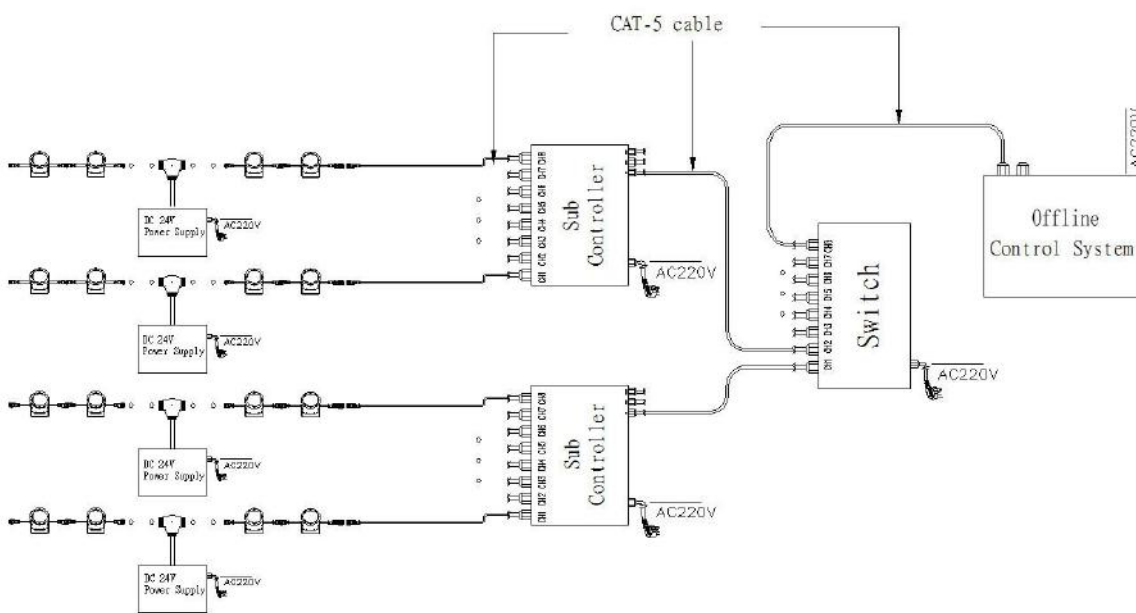 CAT-5 cable
AC220V
CH8
CH7
CH6
CH5
CH4
CH3
CH2
CH1
Sub
Controller
AC220V
DC 24V
Power Supply
AC220V
DC 24V
Power Supply
AC220V
Offline
Control System
CH8
CH7
CH6
CH5
CH4
CH3
CH2
CH1
Switch
AC220V
CH8
CH7
CH6
CH5
CH4
CH3
CH2
CH1
Sub
Controller
AC220V
DC 24V
Power Supply
AC220V
DC 24V
Power Supply
AC220V